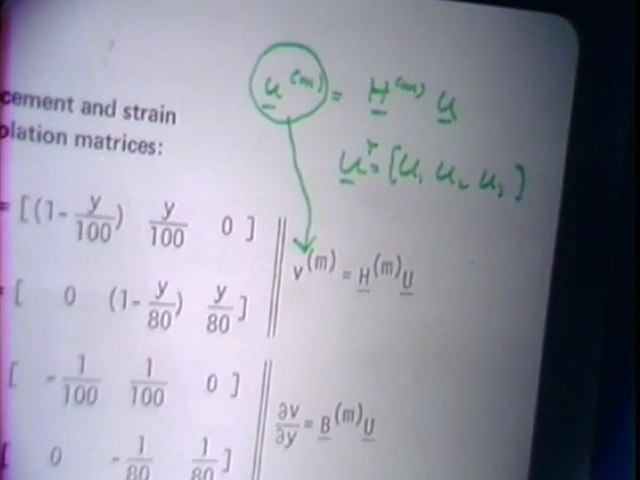 u^(m) = H^(m) U
cement and strain
U^T = [U₁ U₂ U₃]
olation matrices:
= [(1-y/100) y/100 0]
v^(m) = H^(m) U
= [ 0 (1-y/80) y/80]
[ -1/100 1/100 0]
∂v/∂y = B^(m) U
[ 0 -1/80 1/80]